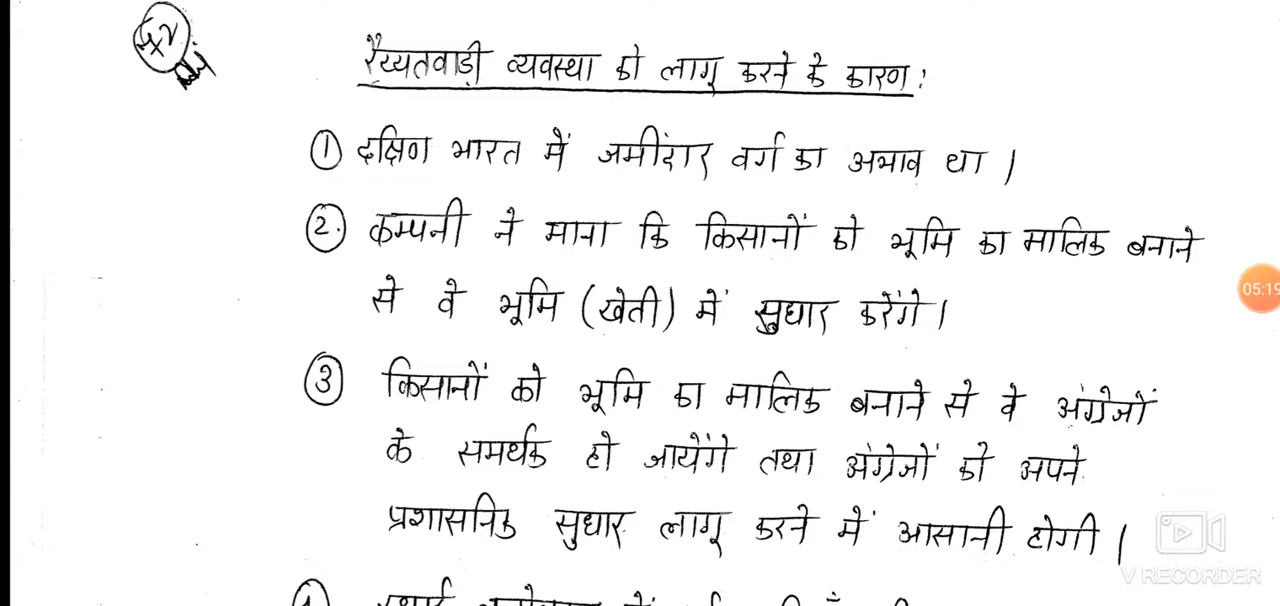 रैय्यतवाडी़ व्यवस्था को लागू करने के कारण :
① दक्षिण भारत में जमींदार वर्ग का अभाव था ।
②. कम्पनी ने माना कि किसानों को भूमि का मालिक बनाने
से वे भूमि (खेती) में सुधार करेंगे ।
05:19
③ किसानों को भूमि का मालिक बनाने से वे अंग्रेजों
के समर्थक हो जायेंगे तथा अंग्रेजों को अपने
प्रशासनिक सुधार लागू करने में आसानी होगी ।
V RECORDER